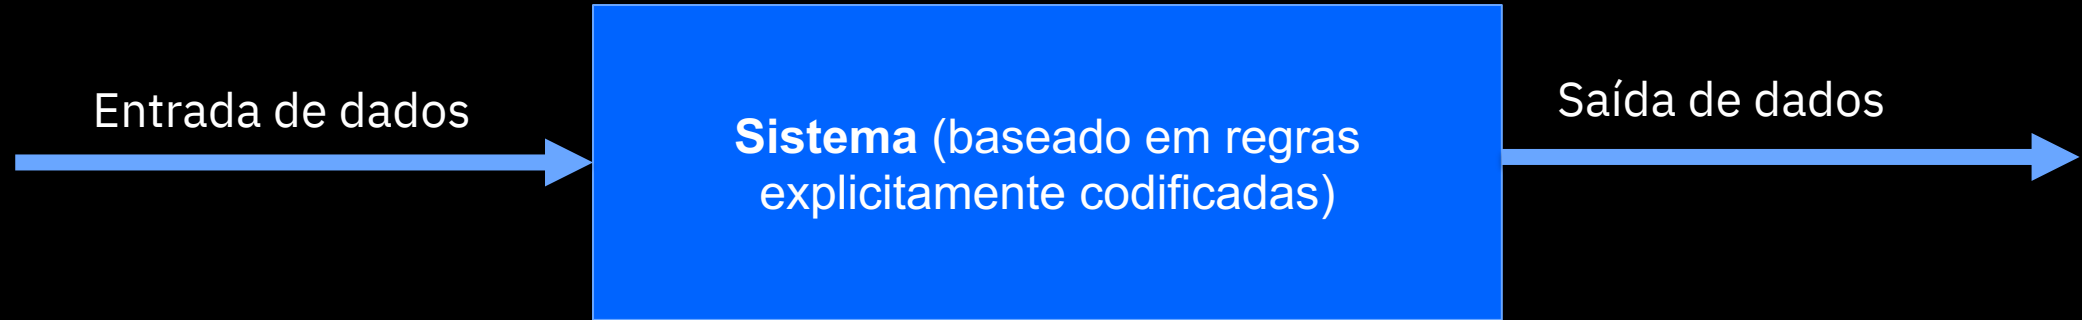 Entrada de dados
Sistema (baseado em regras
explicitamente codificadas)
Saída de dados